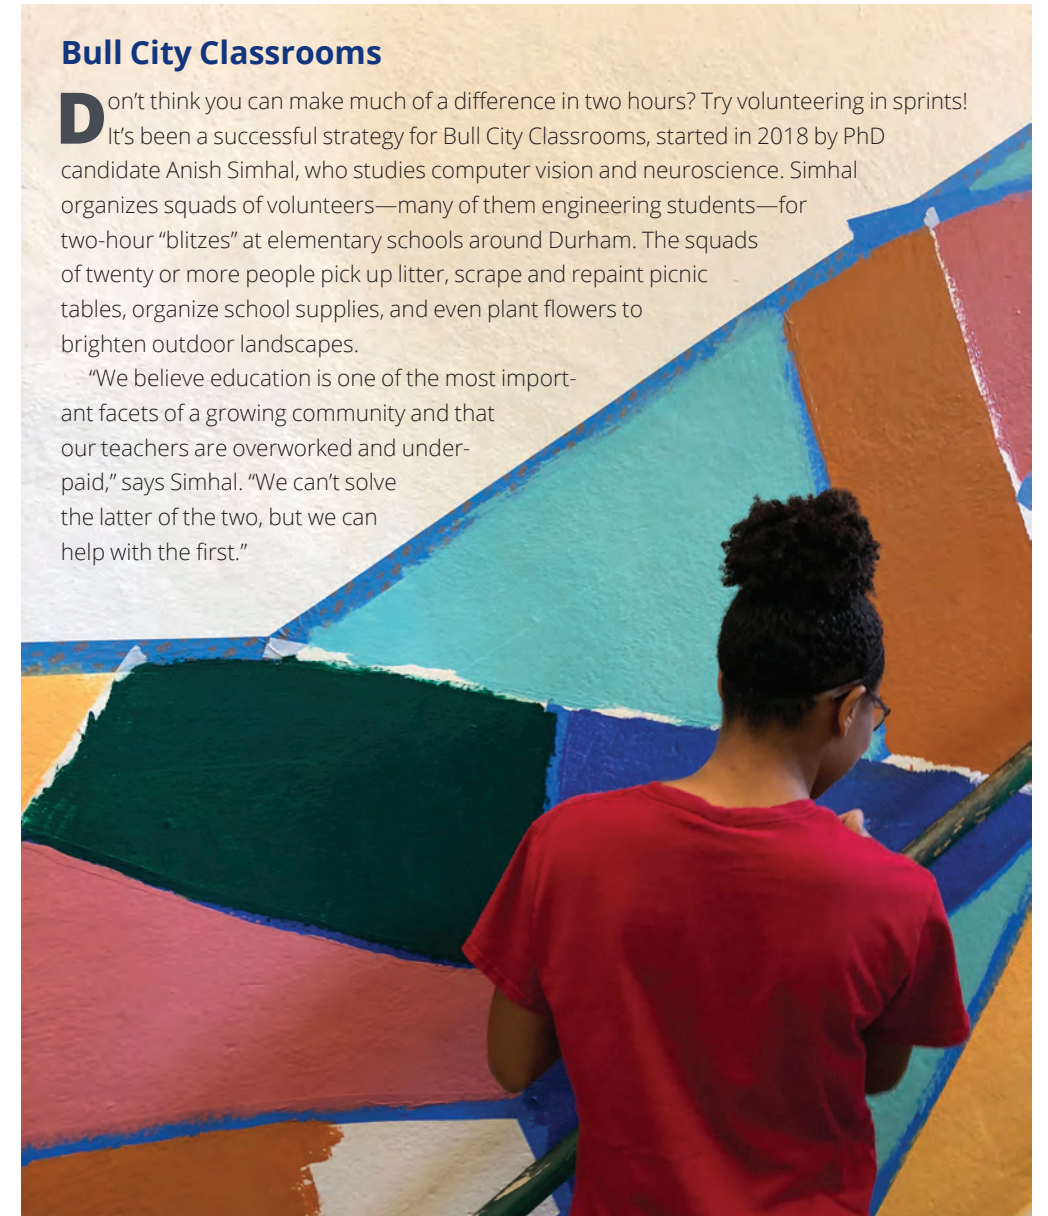 Bull City Classrooms
Don’t think you can make much of a difference in two hours? Try volunteering in sprints!
It’s been a successful strategy for Bull City Classrooms, started in 2018 by PhD
candidate Anish Simhal, who studies computer vision and neuroscience. Simhal
organizes squads of volunteers—many of them engineering students—for
two-hour “blitzes” at elementary schools around Durham. The squads
of twenty or more people pick up litter, scrape and repaint picnic
tables, organize school supplies, and even plant flowers to
brighten outdoor landscapes.
“We believe education is one of the most import-
ant facets of a growing community and that
our teachers are overworked and under-
paid,” says Simhal. “We can’t solve
the latter of the two, but we can
help with the first.”